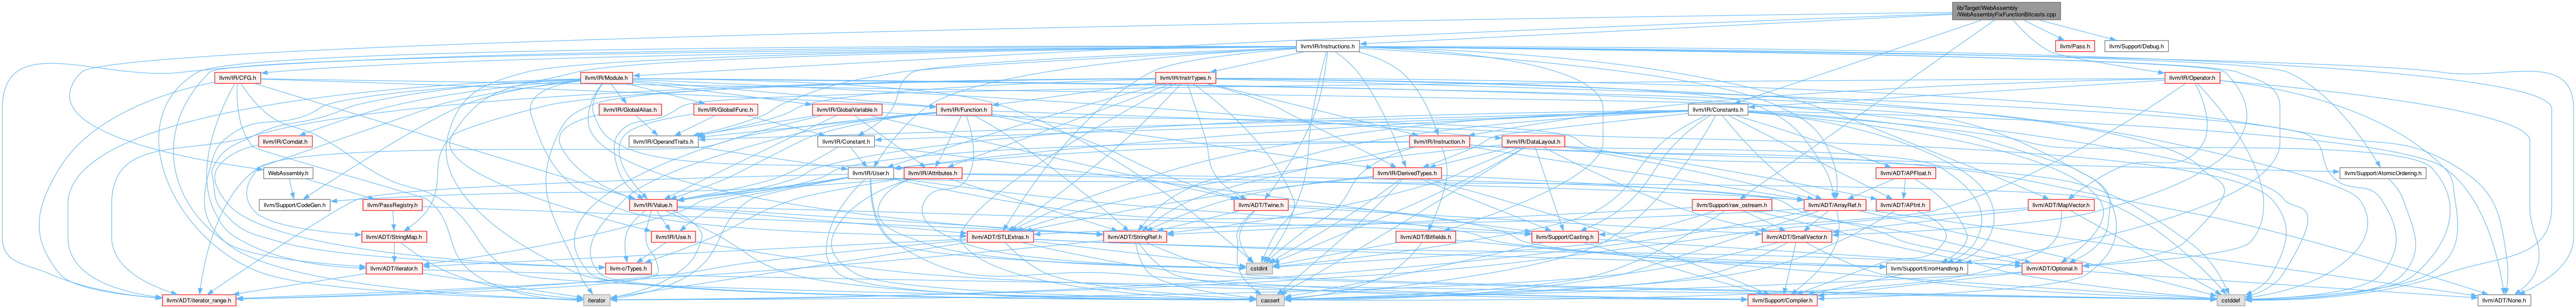 lib/Target/WebAssembly
/WebAssemblyFixFunctionBitcasts.cpp
llvm/IR/Instructions.h
llvm/Pass.h
llvm/Support/Debug.h
llvm/IR/CFG.h
llvm/IR/Module.h
llvm/IR/InstrTypes.h
llvm/IR/Operator.h
llvm/IR/GlobalAlias.h
llvm/IR/GlobalIFunc.h
llvm/IR/GlobalVariable.h
llvm/IR/Function.h
llvm/IR/Constants.h
llvm/IR/Comdat.h
llvm/IR/OperandTraits.h
llvm/IR/Constant.h
llvm/IR/Instruction.h
llvm/IR/DataLayout.h
WebAssembly.h
llvm/IR/User.h
llvm/IR/Attributes.h
llvm/IR/DerivedTypes.h
llvm/ADT/APFloat.h
llvm/Support/AtomicOrdering.h
llvm/Support/CodeGen.h
llvm/PassRegistry.h
llvm/IR/Value.h
llvm/ADT/Twine.h
llvm/Support/raw_ostream.h
llvm/ADT/ArrayRef.h
llvm/ADT/APInt.h
llvm/ADT/MapVector.h
llvm/ADT/StringMap.h
llvm/IR/Use.h
llvm/ADT/STLExtras.h
llvm/ADT/StringRef.h
llvm/ADT/Bitfields.h
llvm/Support/Casting.h
llvm/ADT/SmallVector.h
llvm/ADT/iterator.h
llvm-c/Types.h
cstdint
llvm/Support/ErrorHandling.h
llvm/ADT/Optional.h
llvm/ADT/iterator_range.h
iterator
cassert
llvm/Support/Compiler.h
cstddef
llvm/ADT/None.h